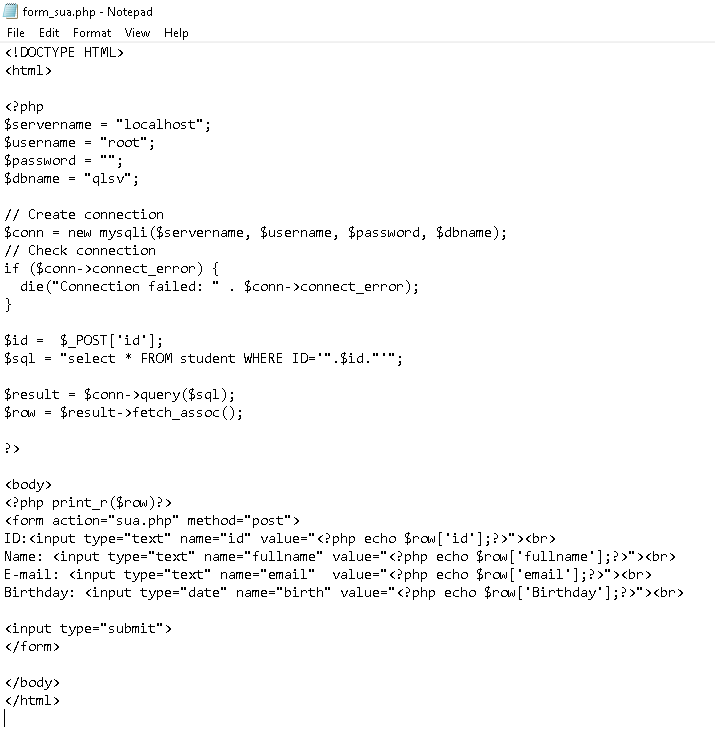 form_sua.php - Notepad
File Edit Format View Help
<!DOCTYPE HTML>
<html>

<?php
$servername = "localhost";
$username = "root";
$password = "";
$dbname = "qlsv";

// Create connection
$conn = new mysqli($servername, $username, $password, $dbname);
// Check connection
if ($conn->connect_error) {
  die("Connection failed: " . $conn->connect_error);
}

$id =  $_POST['id'];
$sql = "select * FROM student WHERE ID='".$id."'";

$result = $conn->query($sql);
$row = $result->fetch_assoc();

?>

<body>
<?php print_r($row)?>
<form action="sua.php" method="post">
ID:<input type="text" name="id" value="<?php echo $row['id'];?>"><br>
Name: <input type="text" name="fullname" value="<?php echo $row['fullname'];?>"><br>
E-mail: <input type="text" name="email"  value="<?php echo $row['email'];?>"><br>
Birthday: <input type="date" name="birth" value="<?php echo $row['Birthday'];?>"><br>

<input type="submit">
</form>

</body>
</html>